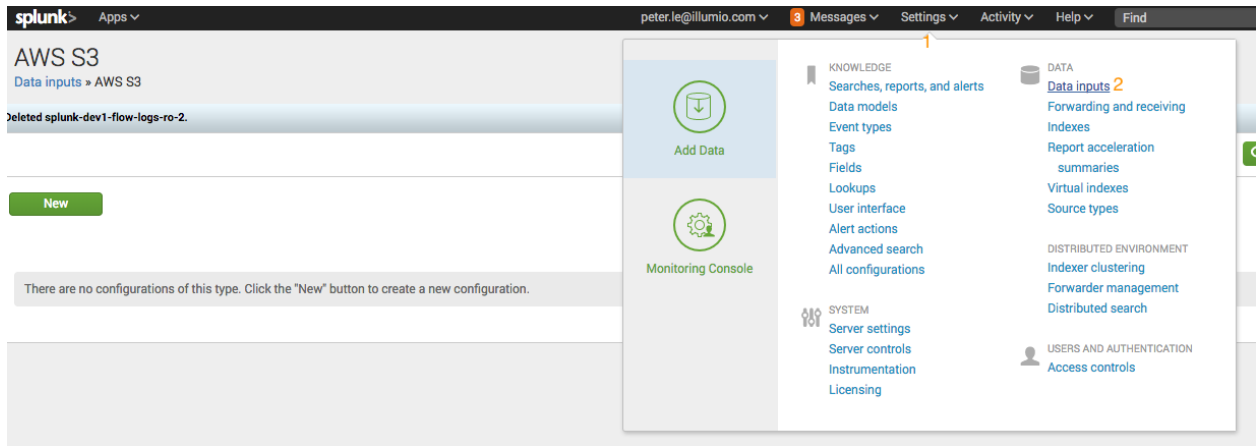 splunk> Apps peter.le@illumio.com 3 Messages Settings Activity Help Find
1
AWS S3
Data inputs » AWS S3
Deleted splunk-dev1-flow-logs-ro-2.
New
There are no configurations of this type. Click the "New" button to create a new configuration.
Add Data
Monitoring Console
KNOWLEDGE
Searches, reports, and alerts
Data models
Event types
Tags
Fields
Lookups
User interface
Alert actions
Advanced search
All configurations
SYSTEM
Server settings
Server controls
Instrumentation
Licensing
DATA
Data inputs 2
Forwarding and receiving
Indexes
Report acceleration
summaries
Virtual indexes
Source types
DISTRIBUTED ENVIRONMENT
Indexer clustering
Forwarder management
Distributed search
USERS AND AUTHENTICATION
Access controls